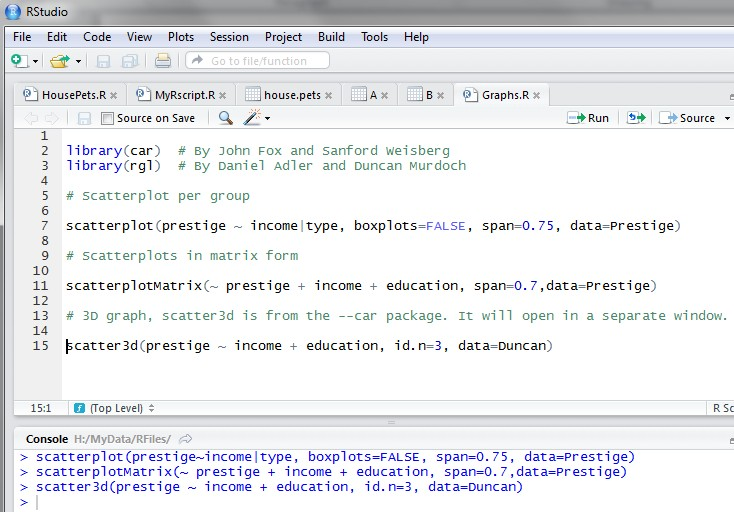 RStudio
File Edit Code View Plots Session Project Build Tools Help
Go to file/function
HousePets.R MyRscript.R house.pets A B Graphs.R
Source on Save Run Source
1
2 library(car) # By John Fox and Sanford Weisberg
3 library(rgl) # By Daniel Adler and Duncan Murdoch
4
5 # Scatterplot per group
6
7 scatterplot(prestige ~ income|type, boxplots=FALSE, span=0.75, data=Prestige)
8
9 # Scatterplots in matrix form
10
11 scatterplotMatrix(~ prestige + income + education, span=0.7,data=Prestige)
12
13 # 3D graph, scatter3d is from the --car package. It will open in a separate window.
14
15 scatter3d(prestige ~ income + education, id.n=3, data=Duncan)
15:1 (Top Level) R Sc
Console H:/MyData/RFiles/
> scatterplot(prestige~income|type, boxplots=FALSE, span=0.75, data=Prestige)
> scatterplotMatrix(~ prestige + income + education, span=0.7,data=Prestige)
> scatter3d(prestige ~ income + education, id.n=3, data=Duncan)
>